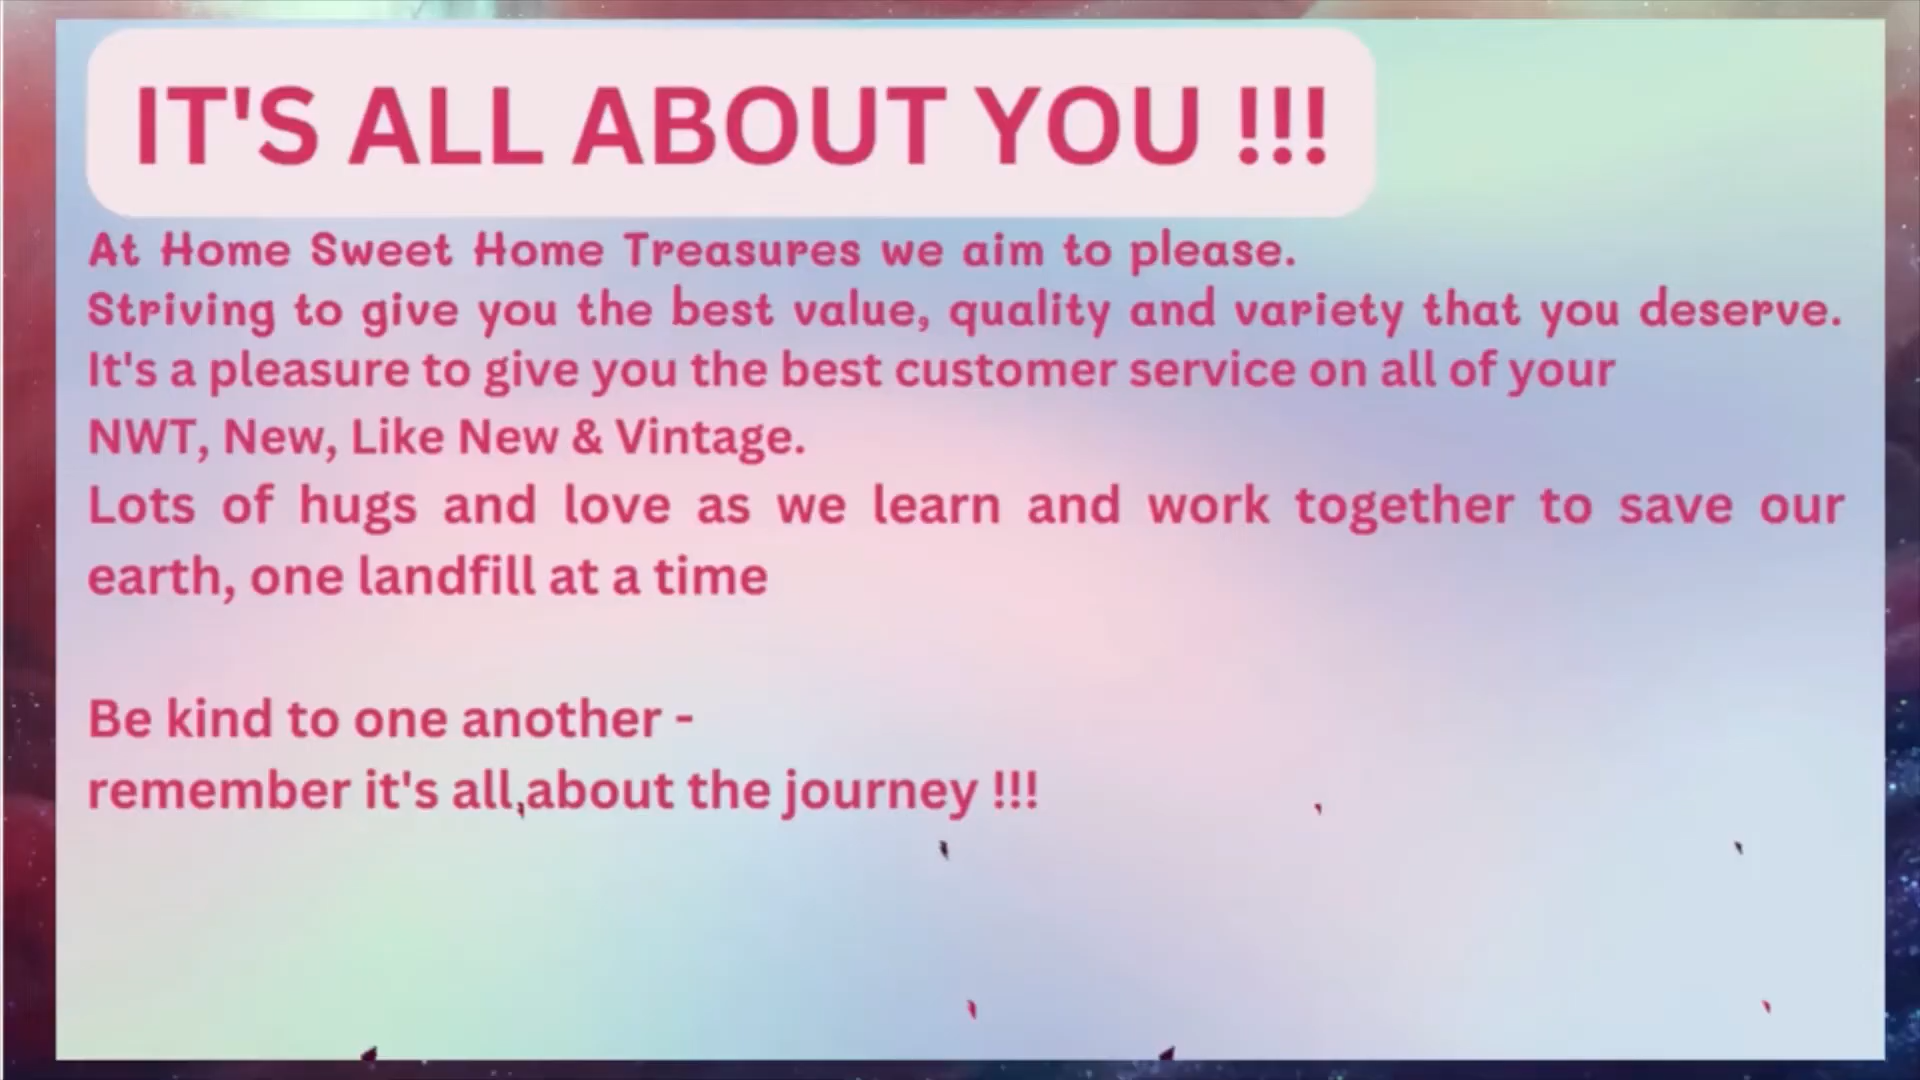 IT'S ALL ABOUT YOU !!!
At Home Sweet Home Treasures we aim to please.
Striving to give you the best value, quality and variety that you deserve.
It's a pleasure to give you the best customer service on all of your
NWT, New, Like New & Vintage.
Lots of hugs and love as we learn and work together to save our
earth, one landfill at a time
Be kind to one another -
remember it's all about the journey !!!